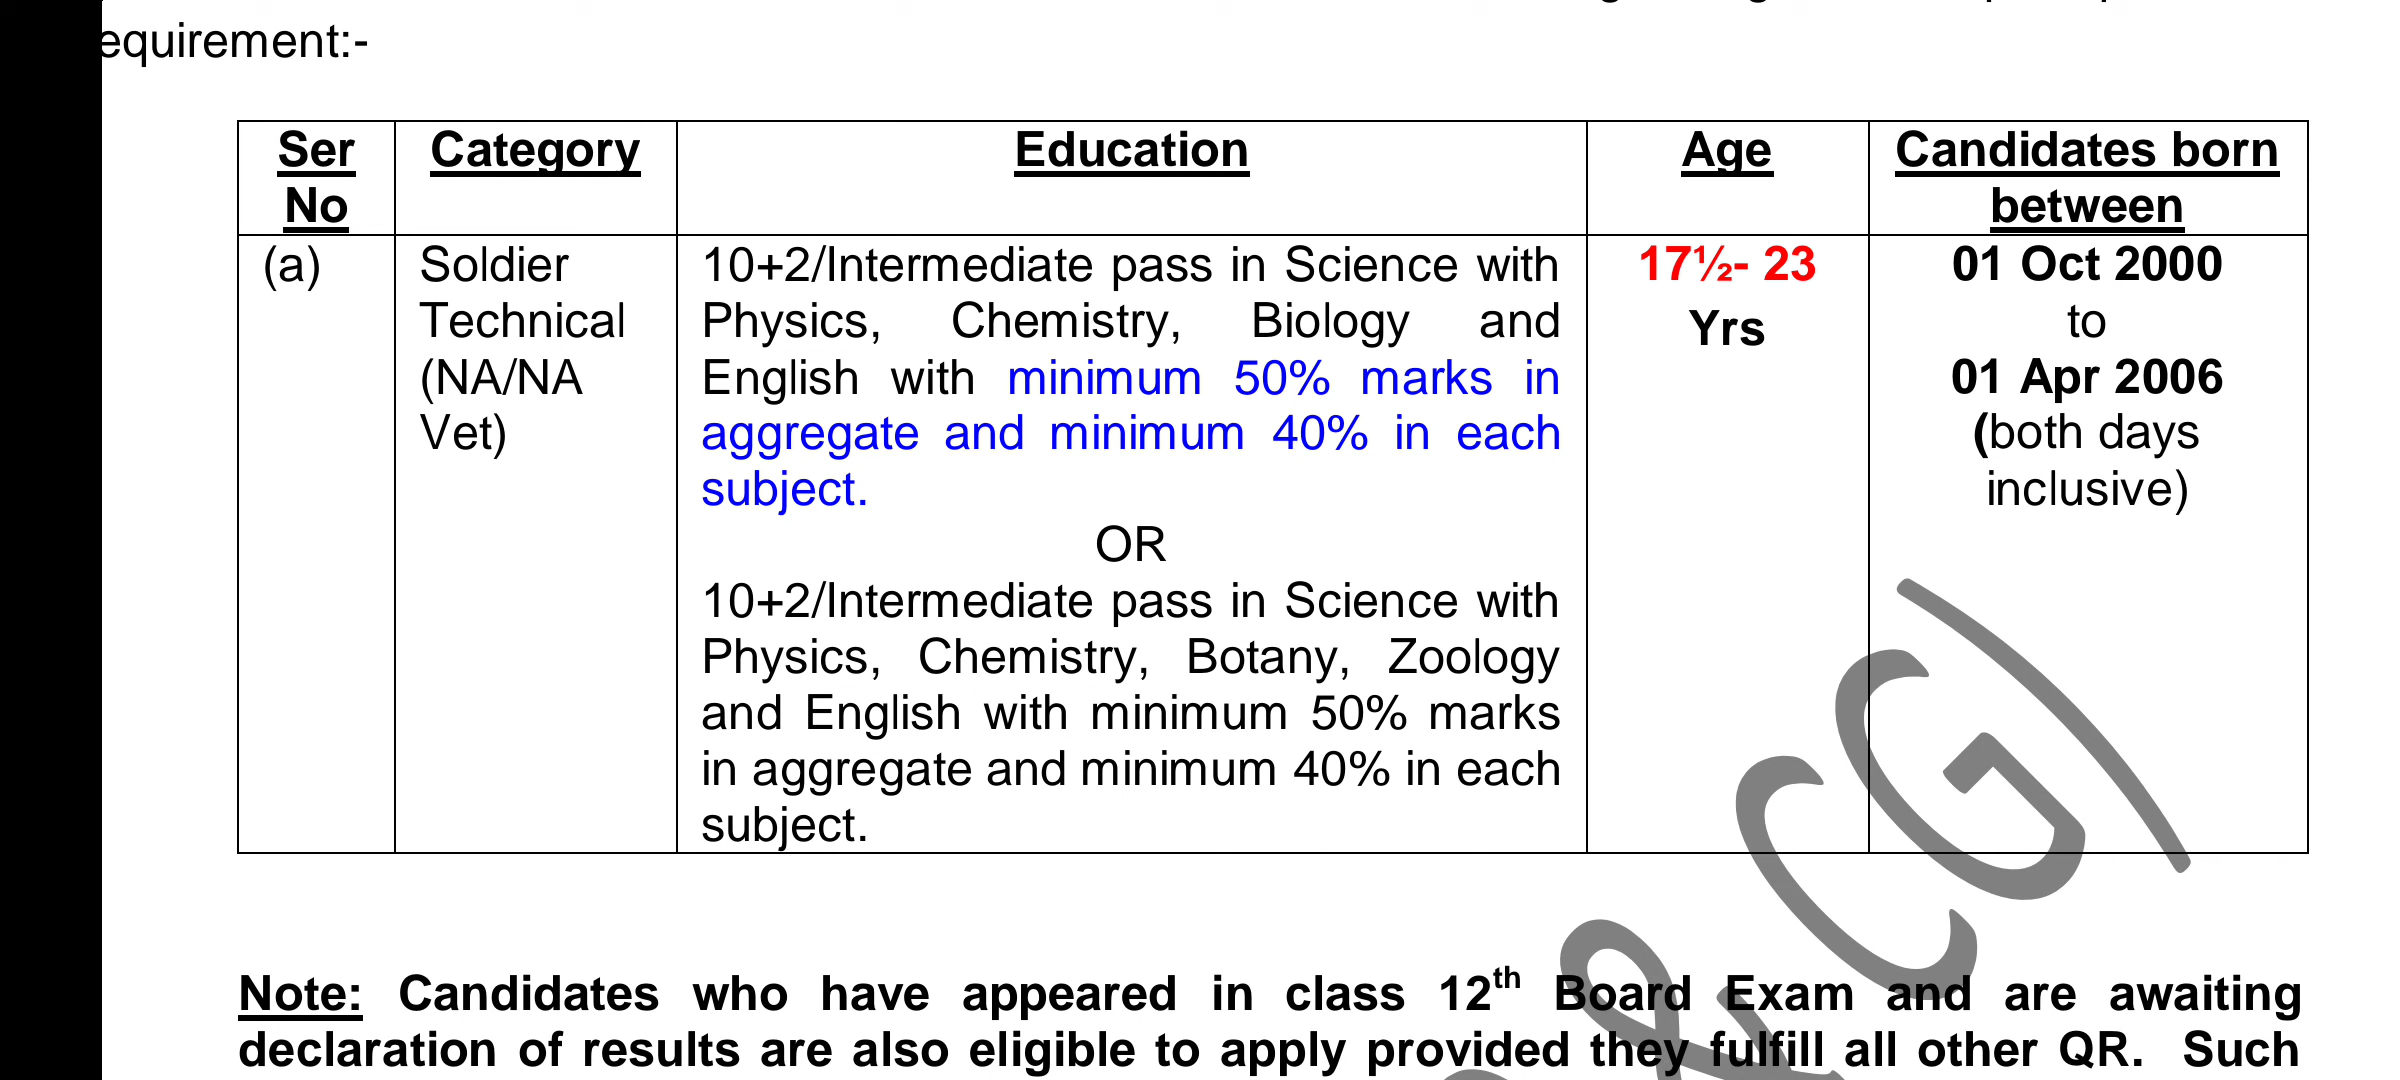 equirement:-
Ser No
Category
Education
Age
Candidates born between
(a)
Soldier
Technical
(NA/NA
Vet)
10+2/Intermediate pass in Science with
Physics, Chemistry, Biology and
English with minimum 50% marks in
aggregate and minimum 40% in each
subject.
OR
10+2/Intermediate pass in Science with
Physics, Chemistry, Botany, Zoology
and English with minimum 50% marks
in aggregate and minimum 40% in each
subject.
17½- 23
Yrs
01 Oct 2000
to
01 Apr 2006
(both days
inclusive)
& CG)
Note: Candidates who have appeared in class 12th Board Exam and are awaiting
declaration of results are also eligible to apply provided they fulfill all other QR. Such